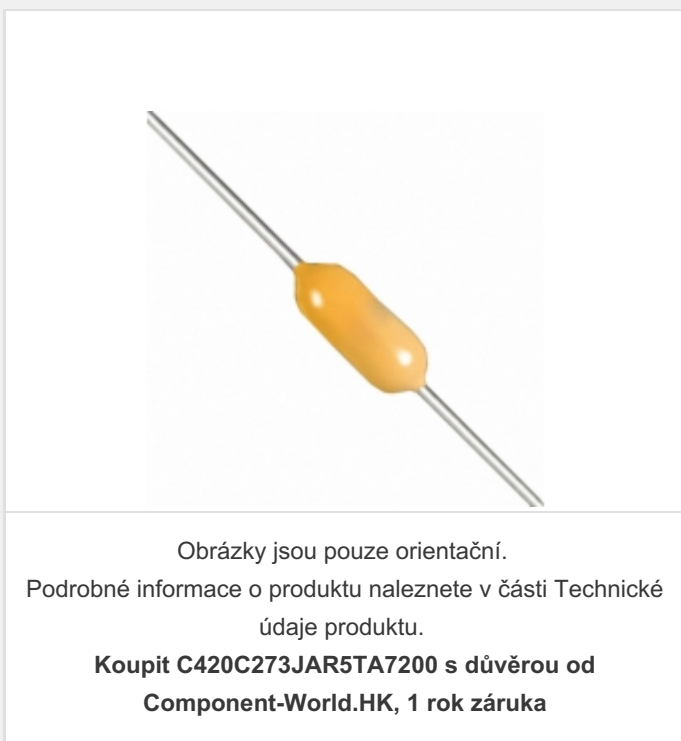 Obrázky jsou pouze orientační.
Podrobné informace o produktu naleznete v části Technické
údaje produktu.
Koupit C420C273JAR5TA7200 s důvěrou od
Component-World.HK, 1 rok záruka